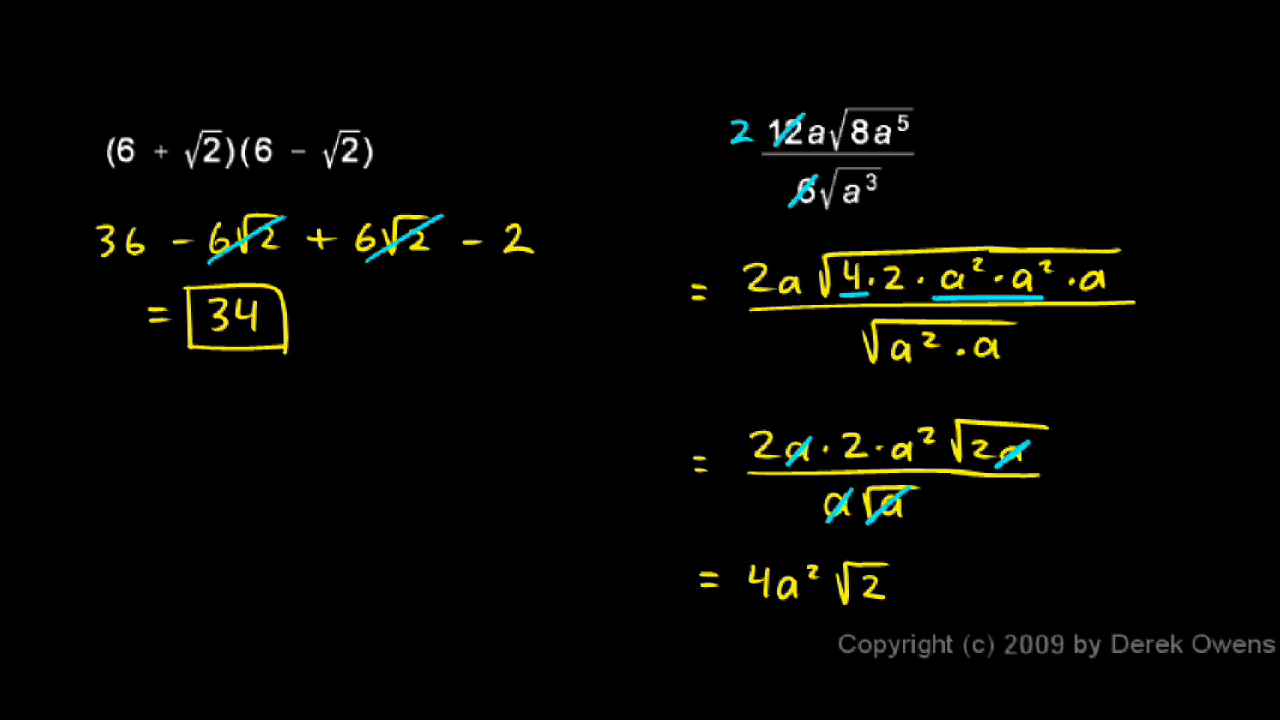 (6 + √2)(6 − √2)
36 − 6√2 + 6√2 − 2
= 34
2 12a√8a⁵
6√a³
= 2a√4·2·a²·a²·a
√a²·a
= 2a·2·a²√2a
a√a
= 4a²√2
Copyright (c) 2009 by Derek Owens